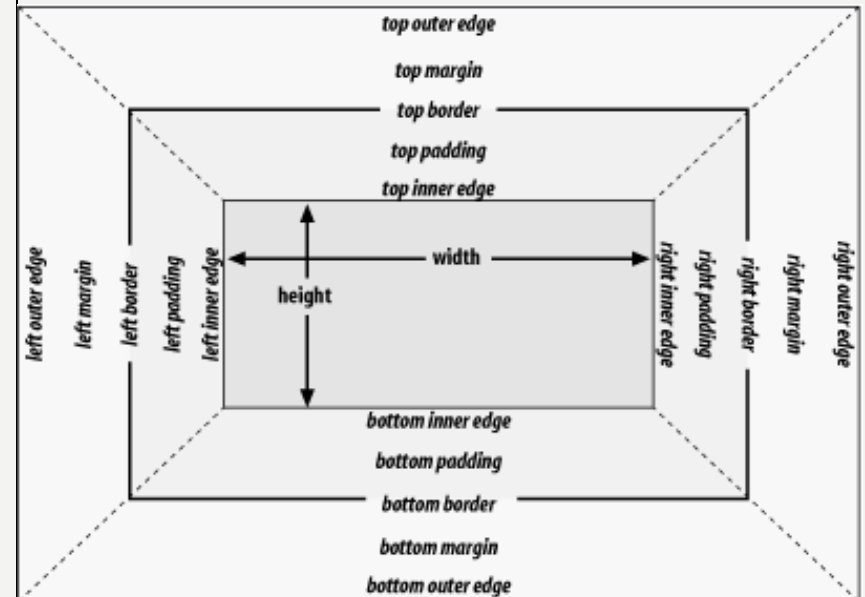 top outer edge
top margin
top border
top padding
top inner edge
left outer edge
left margin
left border
left padding
left inner edge
width
height
right inner edge
right padding
right border
right margin
right outer edge
bottom inner edge
bottom padding
bottom border
bottom margin
bottom outer edge